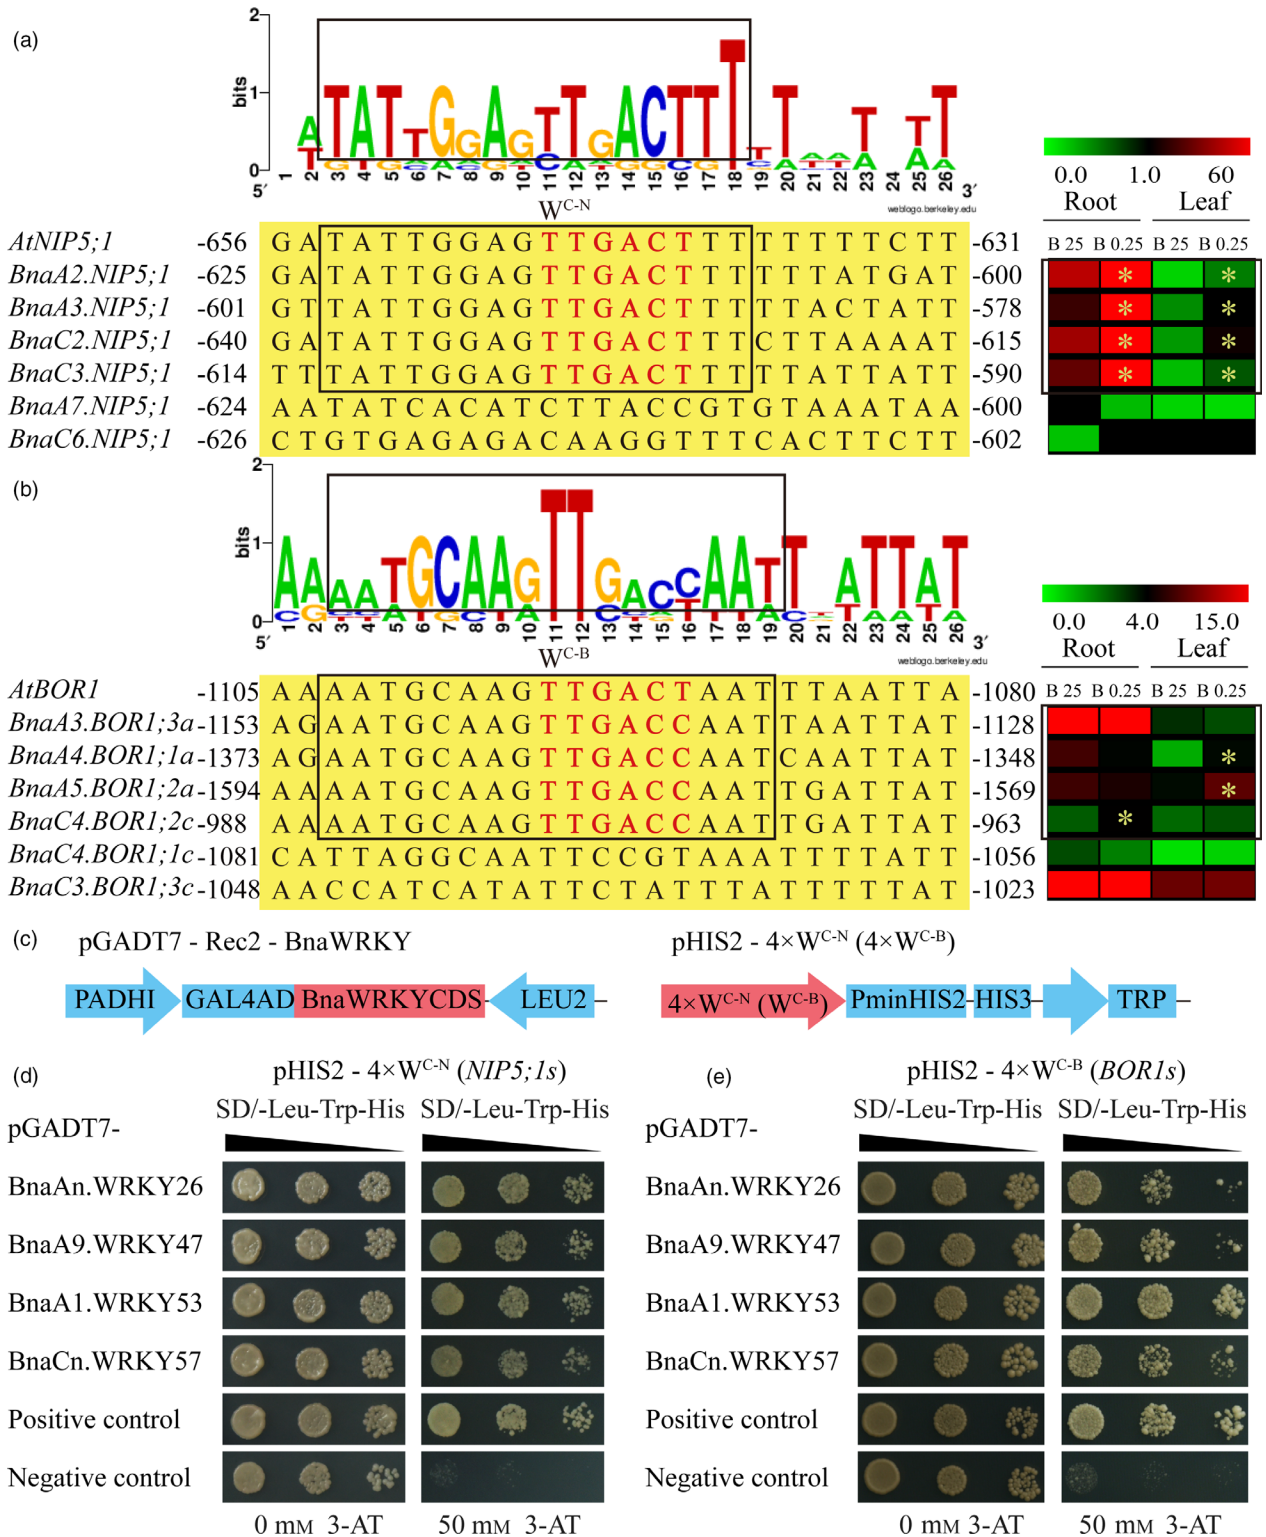 (a)
2
1
0
bits
5′ 1 2 3 4 5 6 7 8 9 10 11 12 13 14 15 16 17 18 19 20 21 22 23 24 25 26 3′
weblogo.berkeley.edu
W^C-N
0.0 1.0 60
Root Leaf
B 25 B 0.25 B 25 B 0.25
AtNIP5;1 -656 G A T A T T G G A G T T G A C T T T T T T T C T T -631
BnaA2.NIP5;1 -625 G A T A T T G G A G T T G A C T T T T T A T G A T -600
* *
BnaA3.NIP5;1 -601 G T T A T T G G A G T T G A C T T T T T A C T A T T -578
* *
BnaC2.NIP5;1 -640 G A T A T T G G A G T T G A C T T T C T T A A A A T -615
* *
BnaC3.NIP5;1 -614 T T T A T T G G A G T T G A C T T T T T A T T A T T -590
* *
BnaA7.NIP5;1 -624 A A T A T C A C A T C T T A C C G T G T A A A T A A -600
BnaC6.NIP5;1 -626 C T G T G A G A G A C A A G G T T T C A C T T C T T -602
(b)
2
1
0
bits
5′ 1 2 3 4 5 6 7 8 9 10 11 12 13 14 15 16 17 18 19 20 21 22 23 24 25 26 3′
weblogo.berkeley.edu
W^C-B
0.0 4.0 15.0
Root Leaf
B 25 B 0.25 B 25 B 0.25
AtBOR1 -1105 A A A A T G C A A G T T G A C T A A T T T A A T T A -1080
BnaA3.BOR1;3a -1153 A G A A T G C A A G T T G A C C A A T T A A T T A T -1128
BnaA4.BOR1;1a -1373 A G A A T G C A A G T T G A C C A A T C A A T T A T -1348
*
BnaA5.BOR1;2a -1594 A A A A T G C A A G T T G A C C A A T T G A T T A T -1569
*
BnaC4.BOR1;2c -988 A A A A T G C A A G T T G A C C A A T T G A T T A T -963
*
BnaC4.BOR1;1c -1081 C A T T A G G C A A T T C C G T A A A T T T T A T T -1056
BnaC3.BOR1;3c -1048 A A C C A T C A T A T T C T A T T T A T T T T T A T -1023
(c) pGADT7 - Rec2 - BnaWRKY
pHIS2 - 4×W^C-N (4×W^C-B)
PADHI GAL4AD BnaWRKYCDS LEU2
4×W^C-N (W^C-B) PminHIS2 HIS3 TRP
(d) pHIS2 - 4×W^C-N (NIP5;1s)
SD/-Leu-Trp-His SD/-Leu-Trp-His
pGADT7-
BnaAn.WRKY26
BnaA9.WRKY47
BnaA1.WRKY53
BnaCn.WRKY57
Positive control
Negative control
0 mM 3-AT 50 mM 3-AT
(e) pHIS2 - 4×W^C-B (BOR1s)
SD/-Leu-Trp-His SD/-Leu-Trp-His
pGADT7-
BnaAn.WRKY26
BnaA9.WRKY47
BnaA1.WRKY53
BnaCn.WRKY57
Positive control
Negative control
0 mM 3-AT 50 mM 3-AT